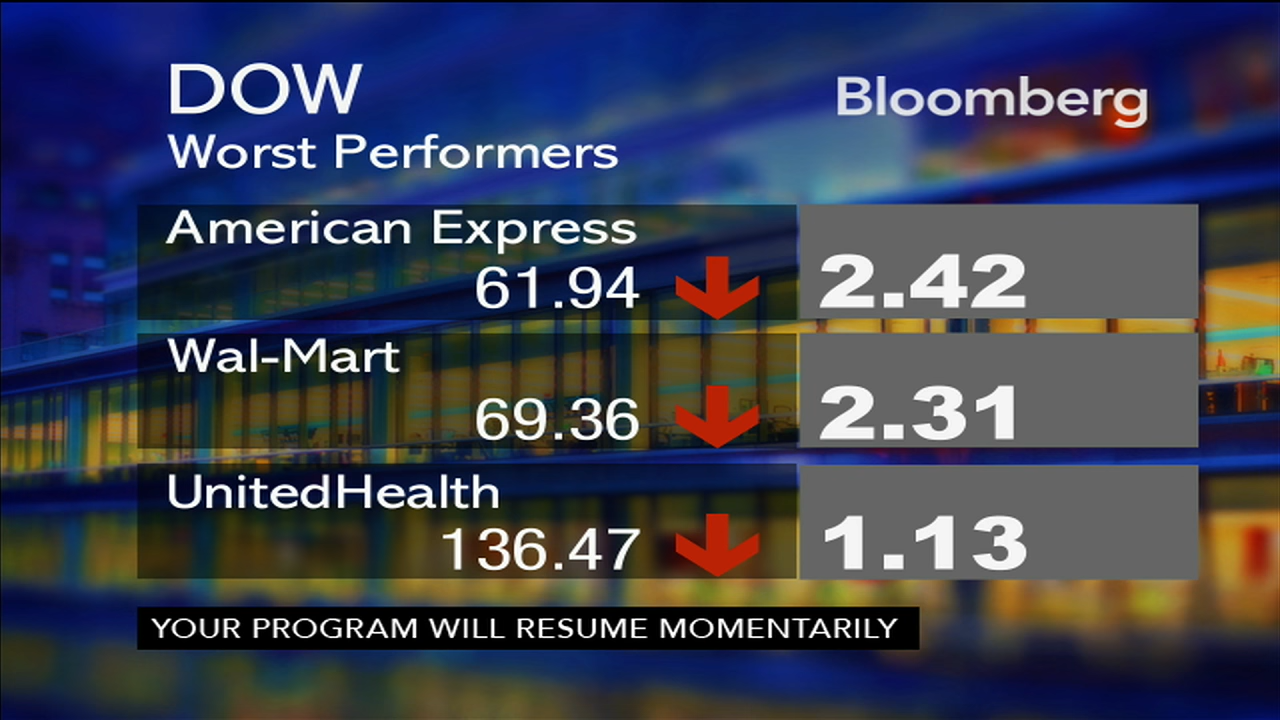 DOW
Bloomberg
Worst Performers
American Express
61.94 2.42
Wal-Mart
69.36 2.31
UnitedHealth
136.47 1.13
YOUR PROGRAM WILL RESUME MOMENTARILY